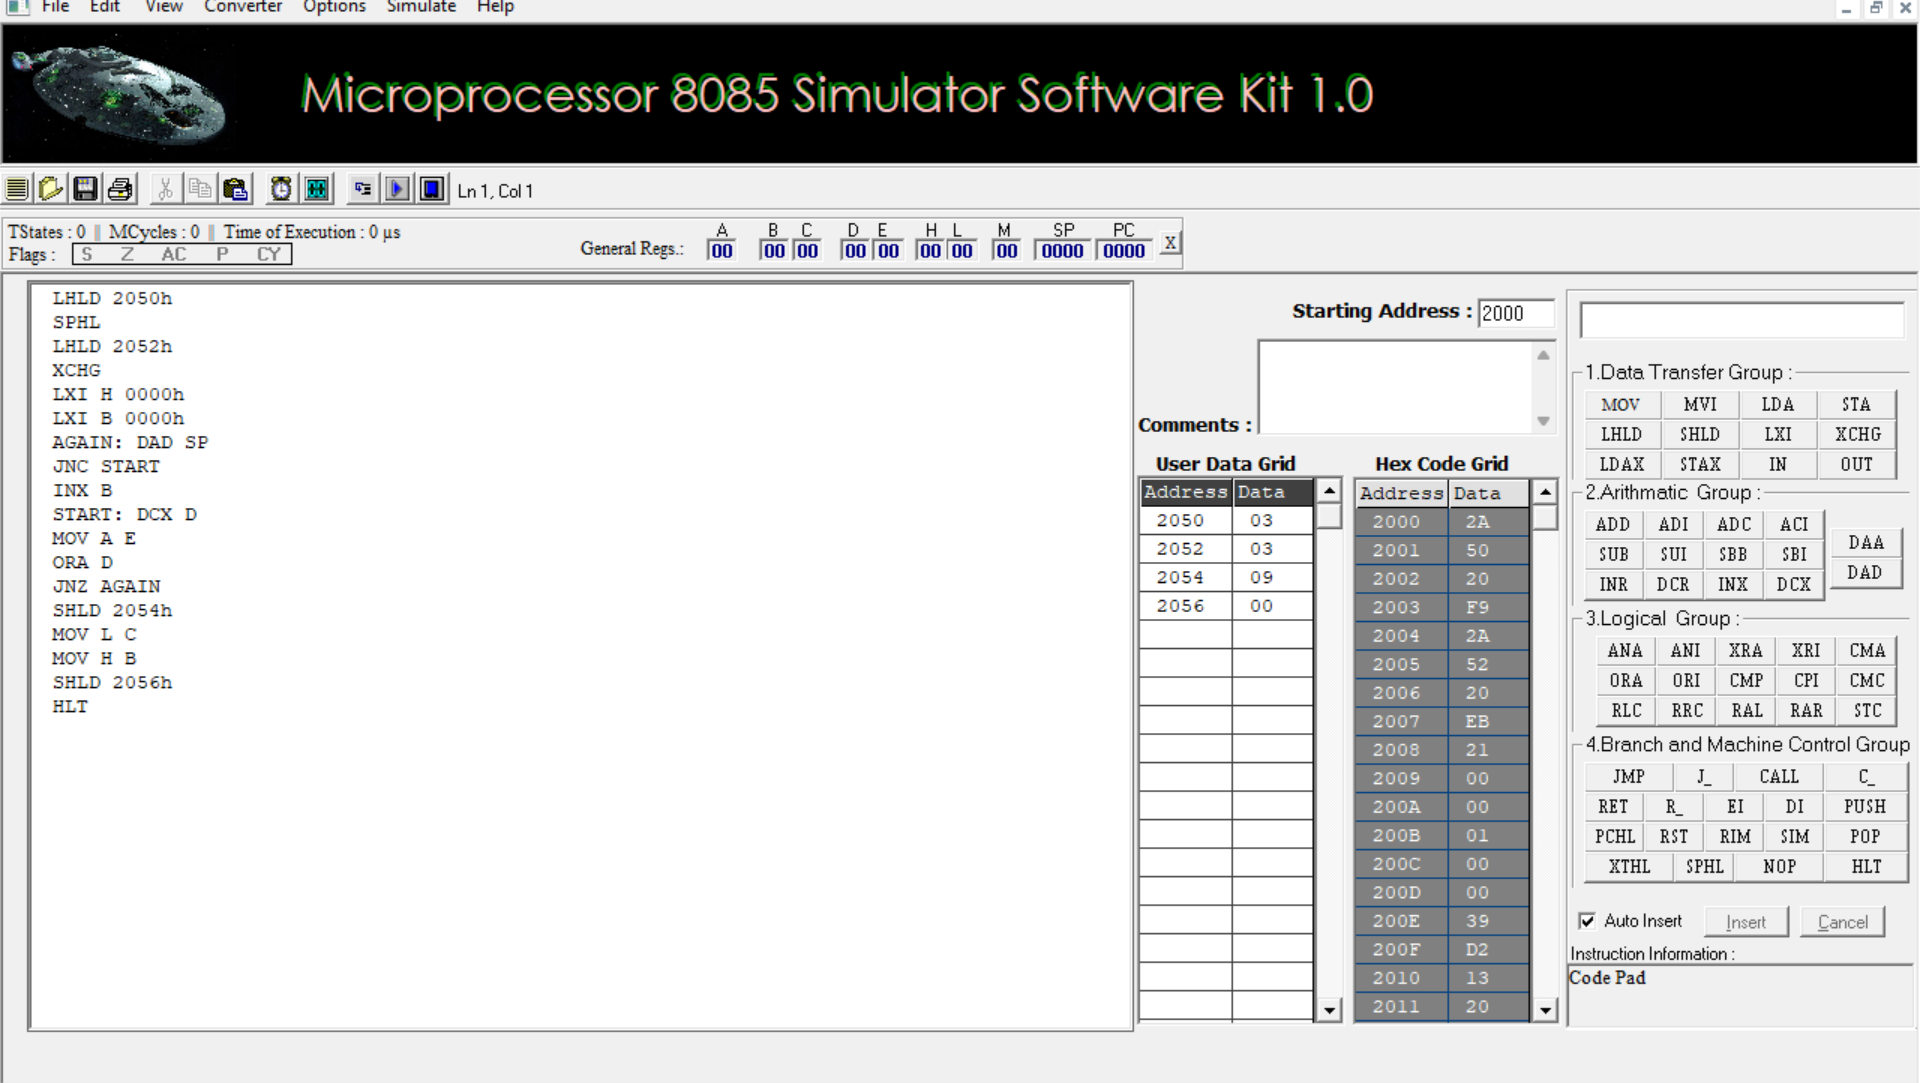 File Edit View Converter Options Simulate Help
Microprocessor 8085 Simulator Software Kit 1.0
Ln 1, Col 1
TStates : 0 || MCycles : 0 || Time of Execution : 0 µs
Flags : S Z AC P CY
General Regs.:
A B C D E H L M SP PC
00 00 00 00 00 00 00 00 0000 0000 X
LHLD 2050h
SPHL
LHLD 2052h
XCHG
LXI H 0000h
LXI B 0000h
AGAIN: DAD SP
JNC START
INX B
START: DCX D
MOV A E
ORA D
JNZ AGAIN
SHLD 2054h
MOV L C
MOV H B
SHLD 2056h
HLT
Starting Address : 2000
Comments :
User Data Grid
Address Data
2050 03
2052 03
2054 09
2056 00
Hex Code Grid
Address Data
2000 2A
2001 50
2002 20
2003 F9
2004 2A
2005 52
2006 20
2007 EB
2008 21
2009 00
200A 00
200B 01
200C 00
200D 00
200E 39
200F D2
2010 13
2011 20
1.Data Transfer Group :
MOV MVI LDA STA
LHLD SHLD LXI XCHG
LDAX STAX IN OUT
2.Arithmatic Group :
ADD ADI ADC ACI
SUB SUI SBB SBI
INR DCR INX DCX
DAA
DAD
3.Logical Group :
ANA ANI XRA XRI CMA
ORA ORI CMP CPI CMC
RLC RRC RAL RAR STC
4.Branch and Machine Control Group
JMP J_ CALL C_
RET R_ EI DI PUSH
PCHL RST RIM SIM POP
XTHL SPHL NOP HLT
Auto Insert Insert Cancel
Instruction Information :
Code Pad